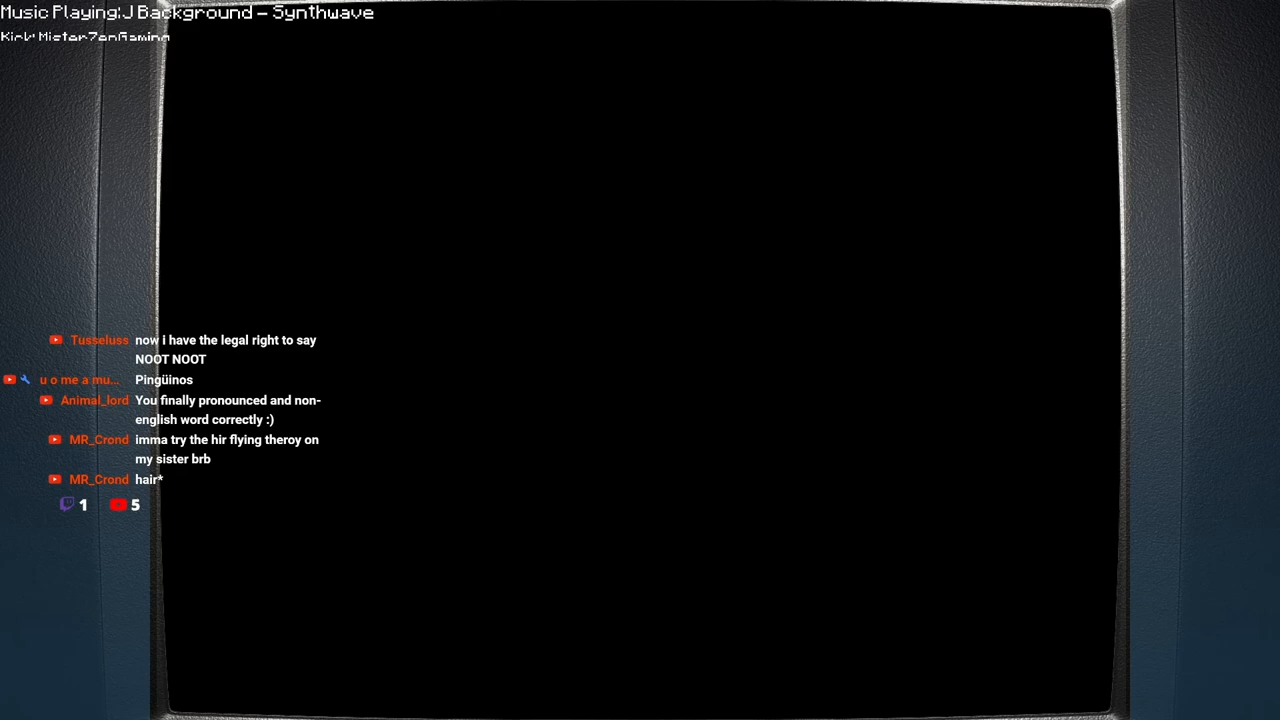 Music Playing: J Background – Synthwave
Kick: MisterZenGaming
Tusseluss now i have the legal right to say
NOOT NOOT
u o me a mu... Pingüinos
Animal_lord You finally pronounced and non-
english word correctly :)
MR_Crond imma try the hir flying theroy on
my sister brb
MR_Crond hair*
1 5